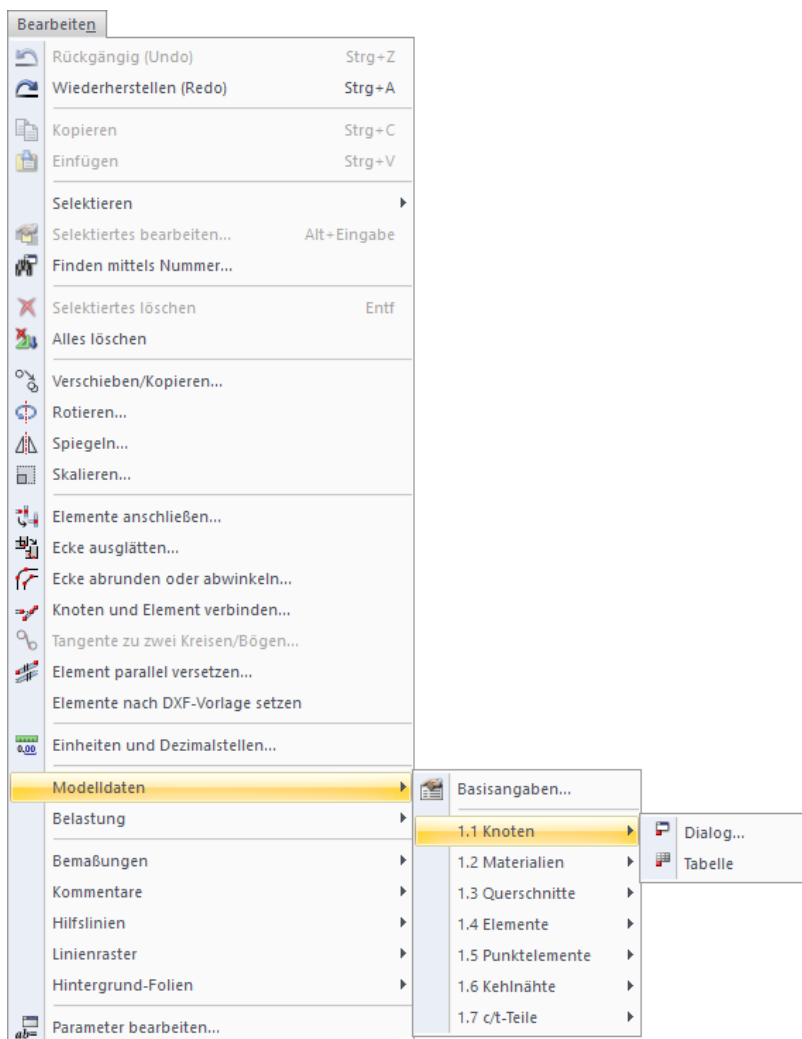 Bearbeiten
Rückgängig (Undo) Strg+Z
Wiederherstellen (Redo) Strg+A
Kopieren Strg+C
Einfügen Strg+V
Selektieren
Selektiertes bearbeiten... Alt+Eingabe
Finden mittels Nummer...
Selektiertes löschen Entf
Alles löschen
Verschieben/Kopieren...
Rotieren...
Spiegeln...
Skalieren...
Elemente anschließen...
Ecke ausglätten...
Ecke abrunden oder abwinkeln...
Knoten und Element verbinden...
Tangente zu zwei Kreisen/Bögen...
Element parallel versetzen...
Elemente nach DXF-Vorlage setzen
0,00 Einheiten und Dezimalstellen...
Modelldaten
Belastung
Bemaßungen
Kommentare
Hilfslinien
Linienraster
Hintergrund-Folien
ab= Parameter bearbeiten...
Basisangaben...
1.1 Knoten
1.2 Materialien
1.3 Querschnitte
1.4 Elemente
1.5 Punktelemente
1.6 Kehlnähte
1.7 c/t-Teile
Dialog...
Tabelle